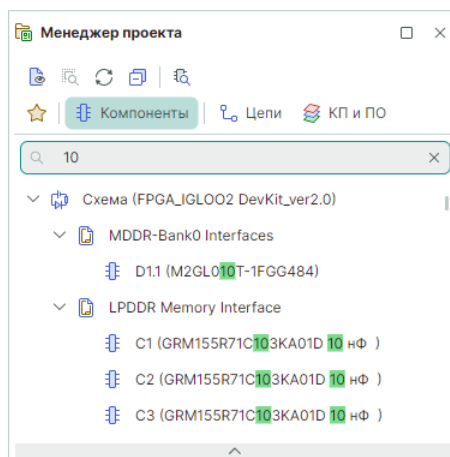 Менеджер проекта
Компоненты Цепи КП и ПО
10
Схема (FPGA_IGLOO2 DevKit_ver2.0)
MDDR-Bank0 Interfaces
D1.1 (M2GL010T-1FGG484)
LPDDR Memory Interface
C1 (GRM155R71C103KA01D 10 нФ )
C2 (GRM155R71C103KA01D 10 нФ )
C3 (GRM155R71C103KA01D 10 нФ )